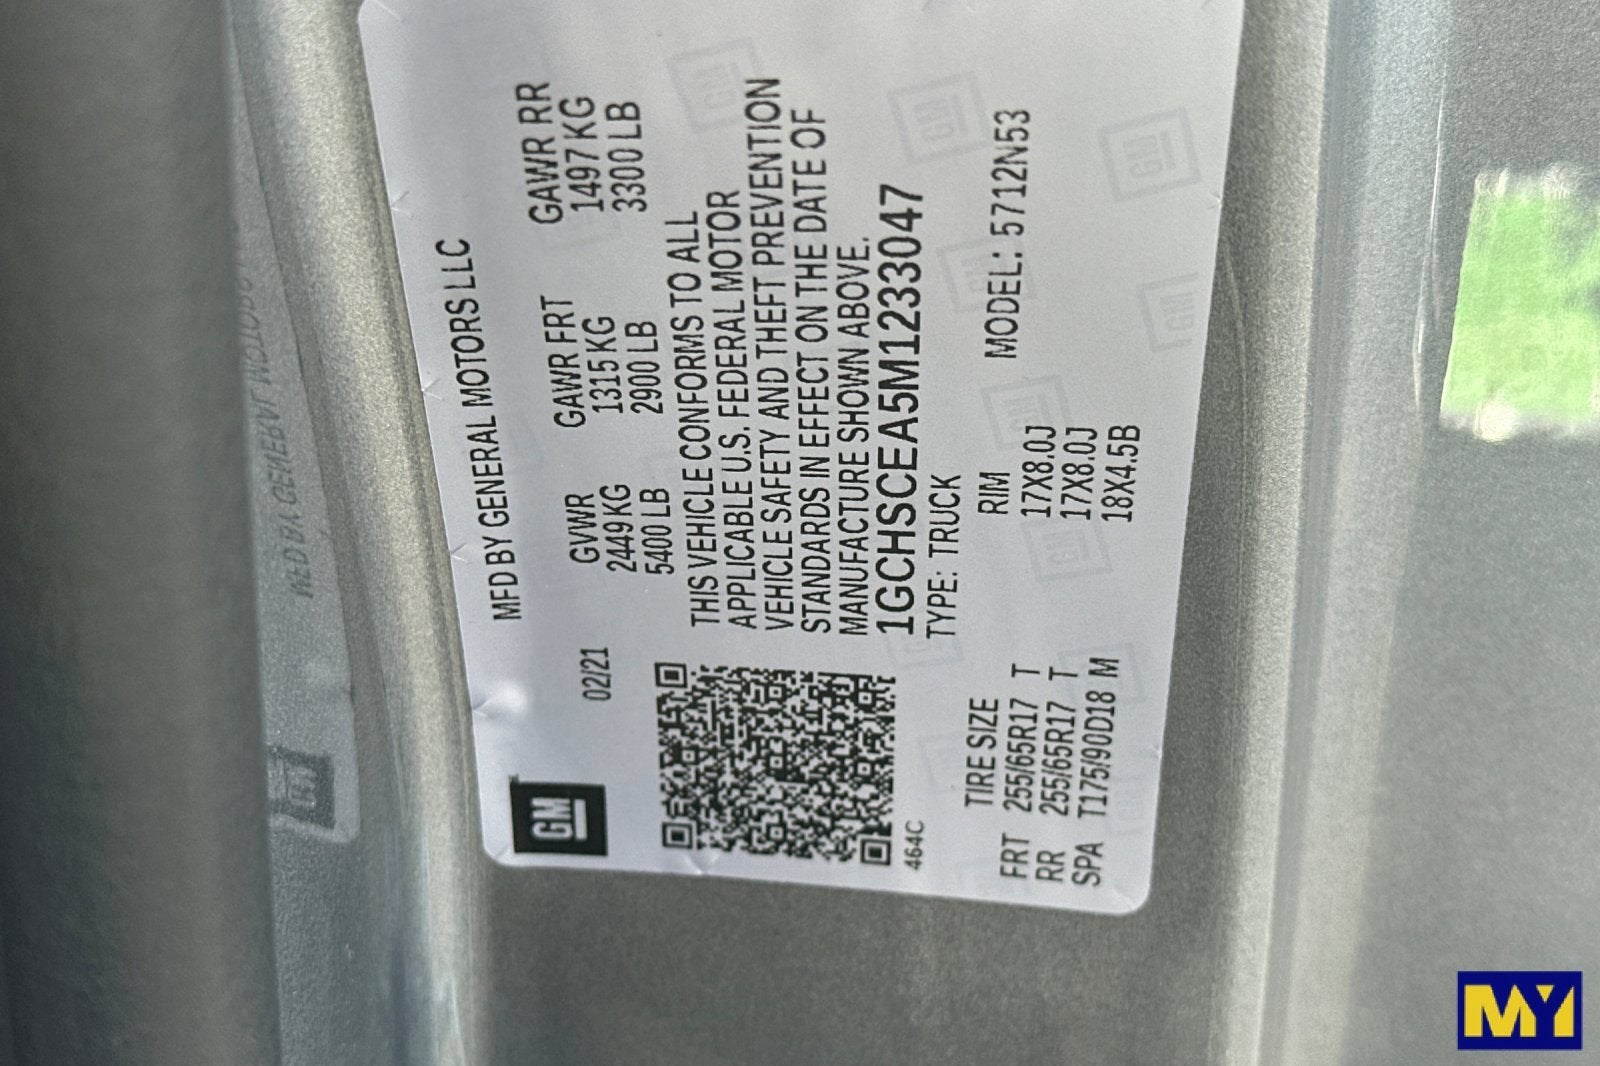 MFD BY GENERAL MOTORS LLC
GM
02/21
GVWR GAWR FRT GAWR RR
2449 KG 1315 KG 1497 KG
5400 LB 2900 LB 3300 LB
THIS VEHICLE CONFORMS TO ALL
APPLICABLE U.S. FEDERAL MOTOR
VEHICLE SAFETY AND THEFT PREVENTION
STANDARDS IN EFFECT ON THE DATE OF
MANUFACTURE SHOWN ABOVE.
1GCHSCEA5M1233047
464C
TYPE: TRUCK
TIRE SIZE RIM MODEL: 5712N53
FRT 255/65R17 T 17X8.0J
RR 255/65R17 T 17X8.0J
SPA T175/90D18 M 18X4.5B
MY